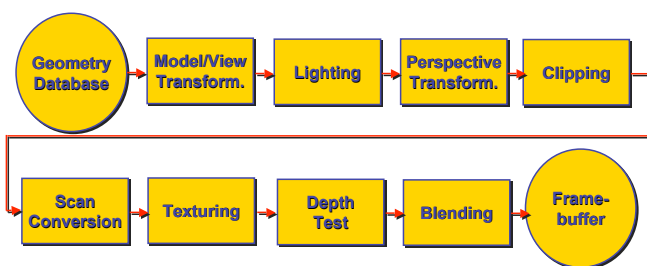 Geometry
Database
Model/View
Transform.
Lighting
Perspective
Transform.
Clipping
Scan
Conversion
Texturing
Depth
Test
Blending
Frame-
buffer